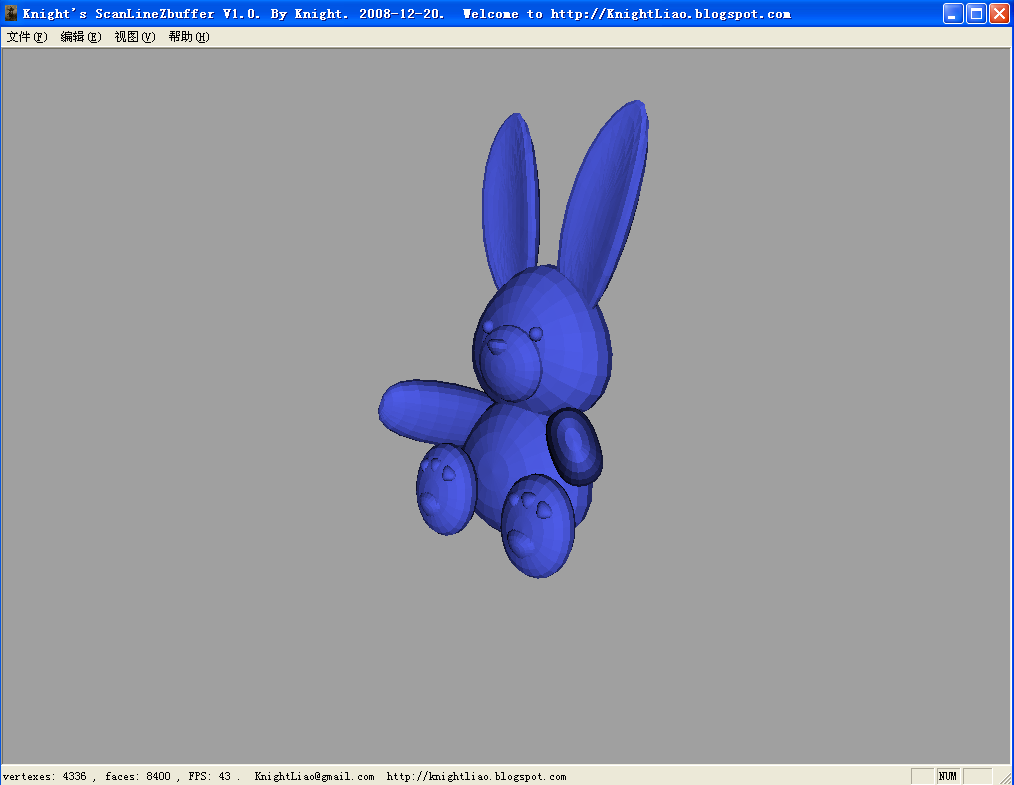 Knight's ScanLineZbuffer V1.0. By Knight. 2008-12-20.  Welcome to http://KnightLiao.blogspot.com
文件(F) 编辑(E) 视图(V) 帮助(H)
vertexes: 4336 , faces: 8400 , FPS: 43 .  KnightLiao@gmail.com  http://knightliao.blogspot.com NUM